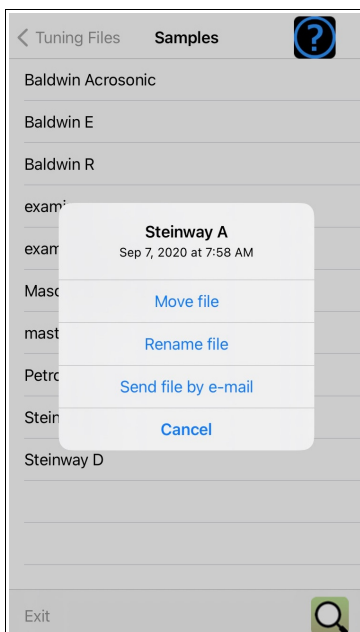 Tuning Files
Samples
?
Baldwin Acrosonic
Baldwin E
Baldwin R
Steinway A
Sep 7, 2020 at 7:58 AM
Move file
Rename file
Send file by e-mail
Cancel
Steinway D
Exit